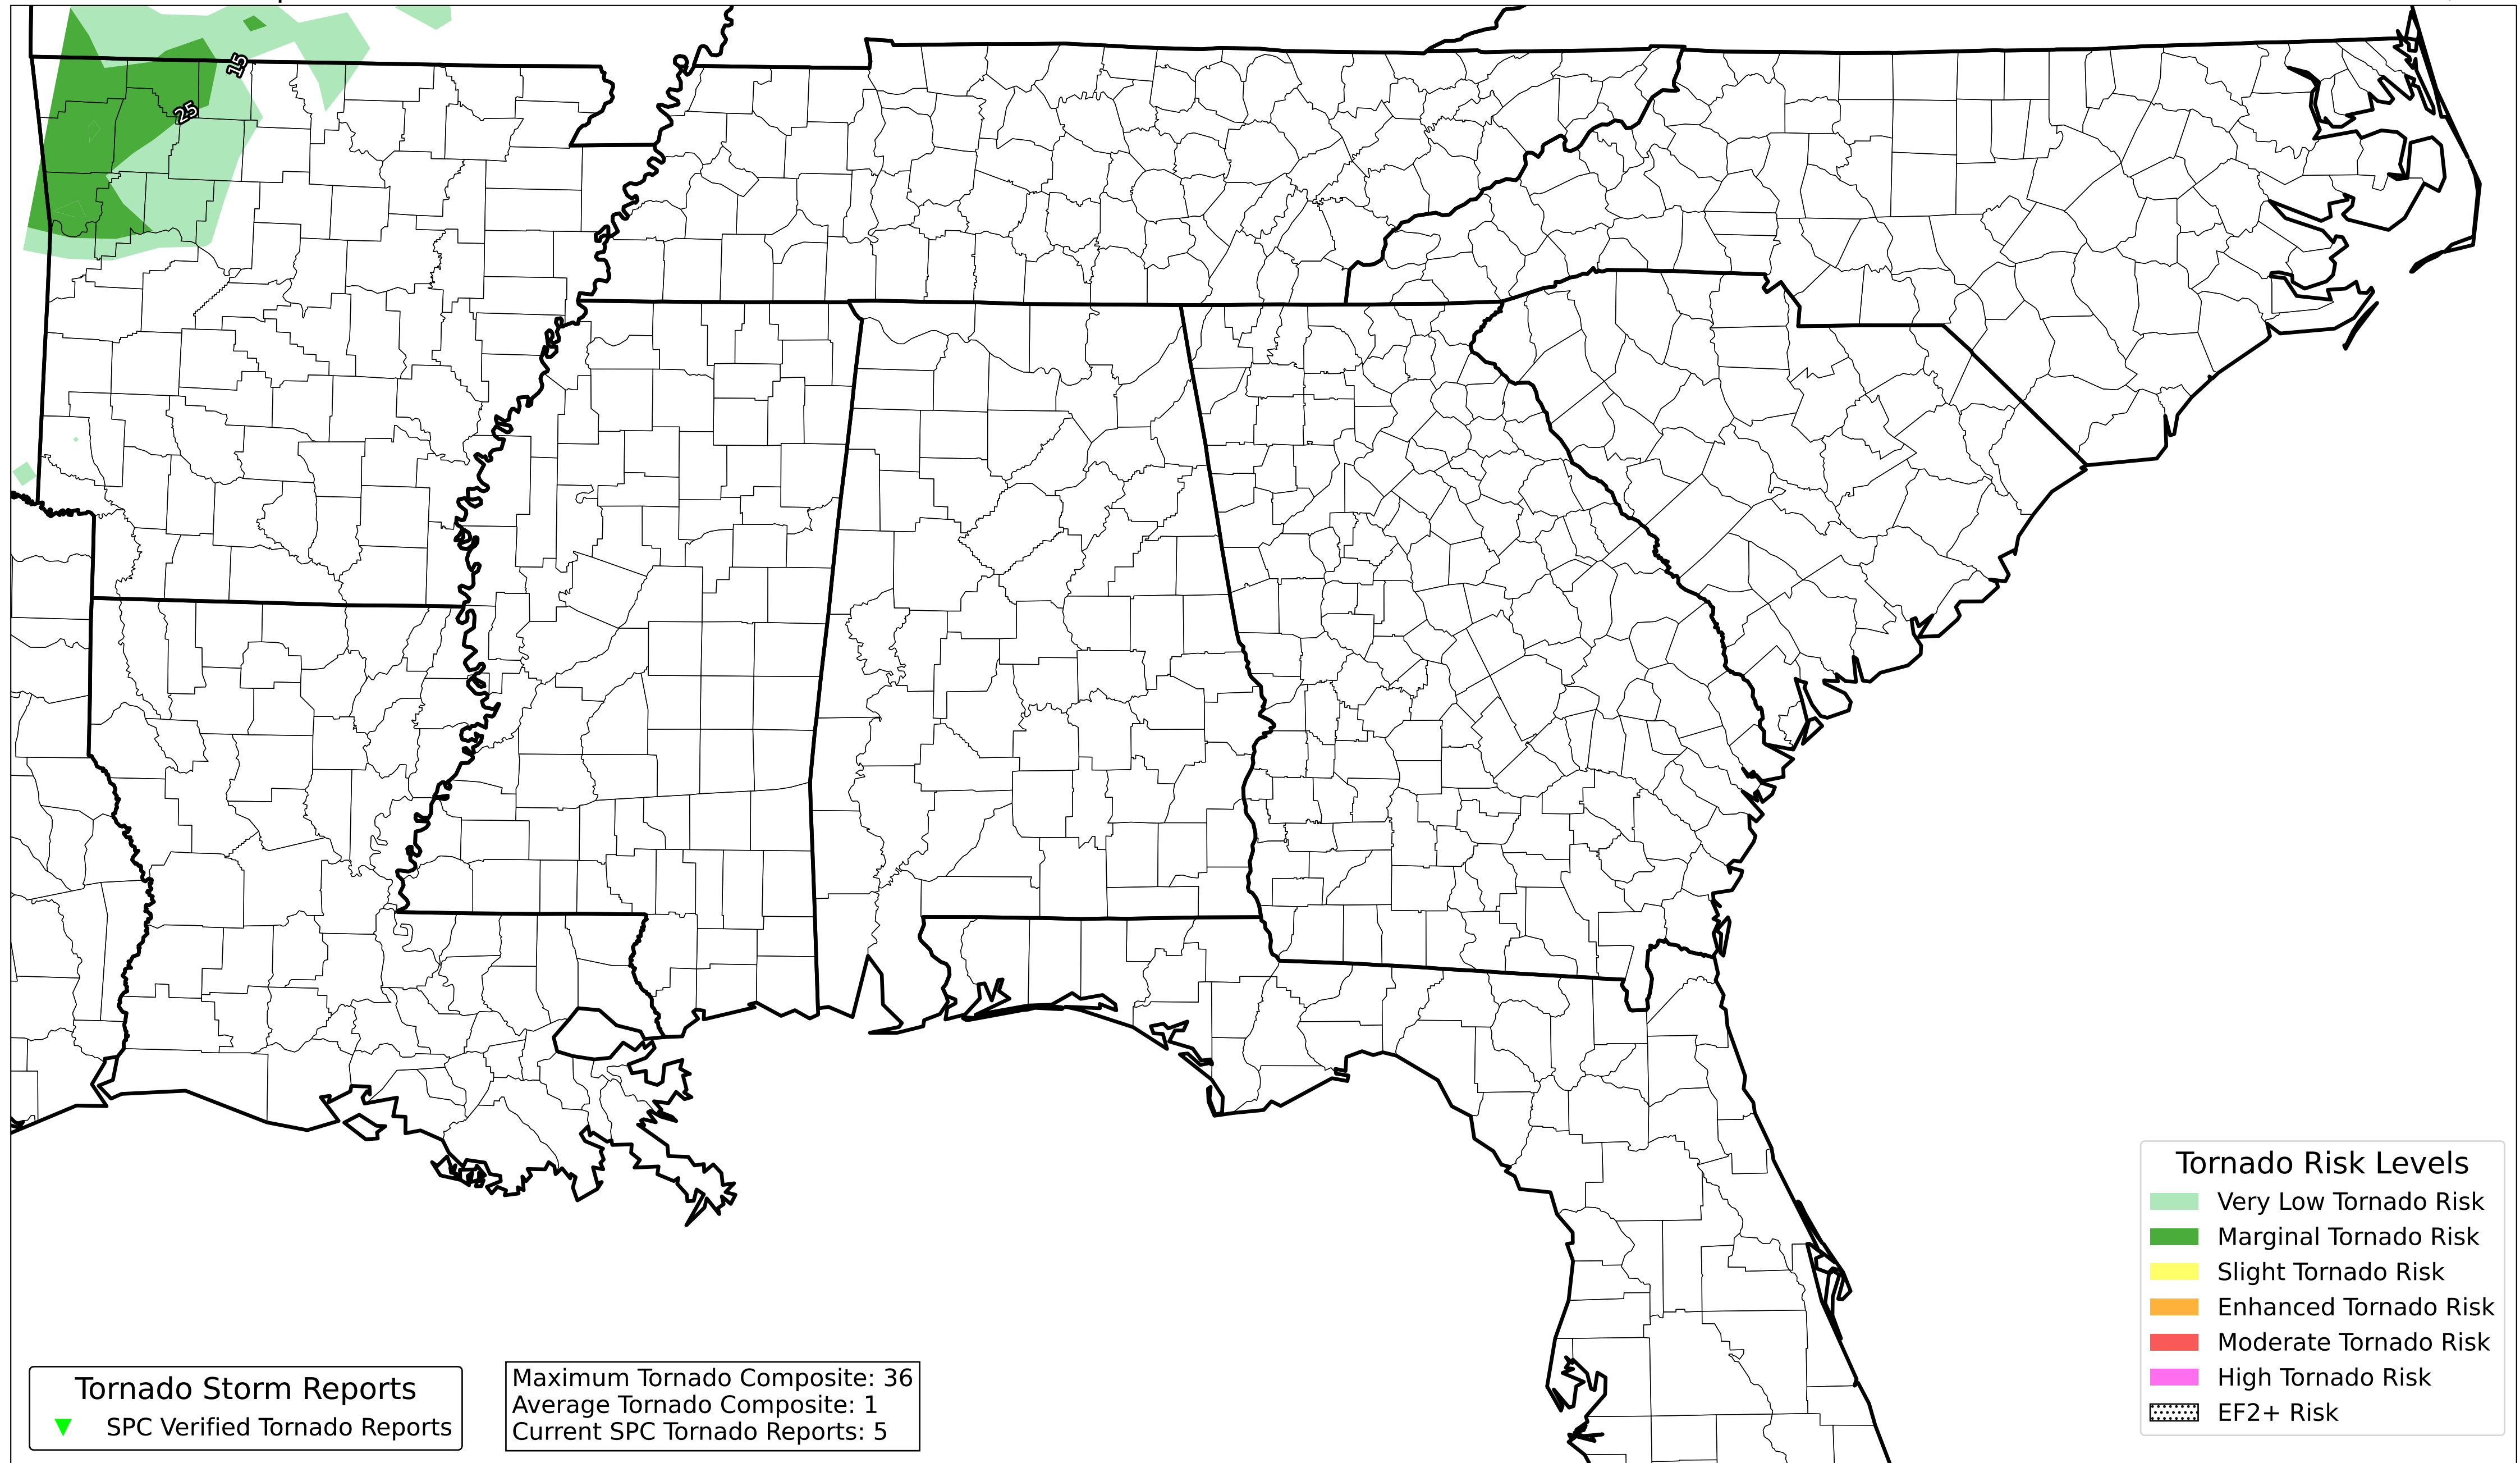 15
25
Tornado Risk Levels
Very Low Tornado Risk
Marginal Tornado Risk
Slight Tornado Risk
Enhanced Tornado Risk
Moderate Tornado Risk
High Tornado Risk
EF2+ Risk
Tornado Storm Reports
SPC Verified Tornado Reports
Maximum Tornado Composite: 36
Average Tornado Composite: 1
Current SPC Tornado Reports: 5